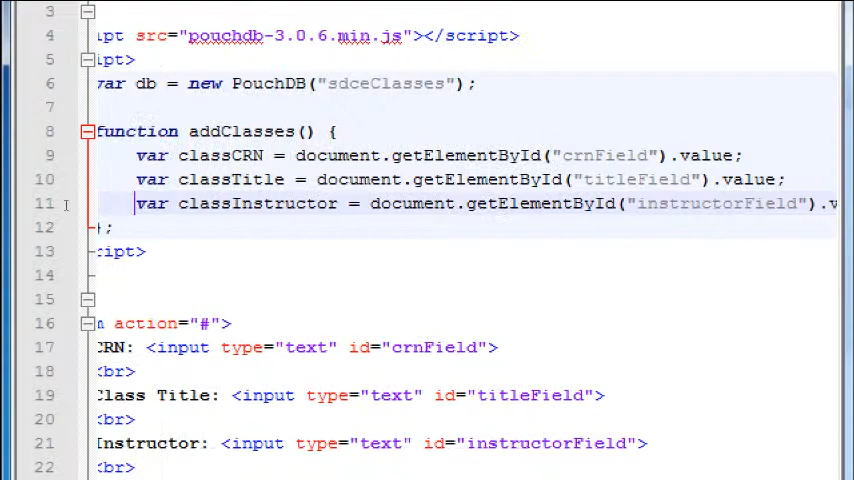 3
4 ipt src="pouchdb-3.0.6.min.js"></script>
5 ipt>
6 var db = new PouchDB("sdceClasses");
7
8 function addClasses() {
9 var classCRN = document.getElementById("crnField").value;
10 var classTitle = document.getElementById("titleField").value;
11 var classInstructor = document.getElementById("instructorField").v
12 };
13 cript>
14
15
16 m action="#">
17 CRN: <input type="text" id="crnField">
18 <br>
19 Class Title: <input type="text" id="titleField">
20 <br>
21 Instructor: <input type="text" id="instructorField">
22 <br>